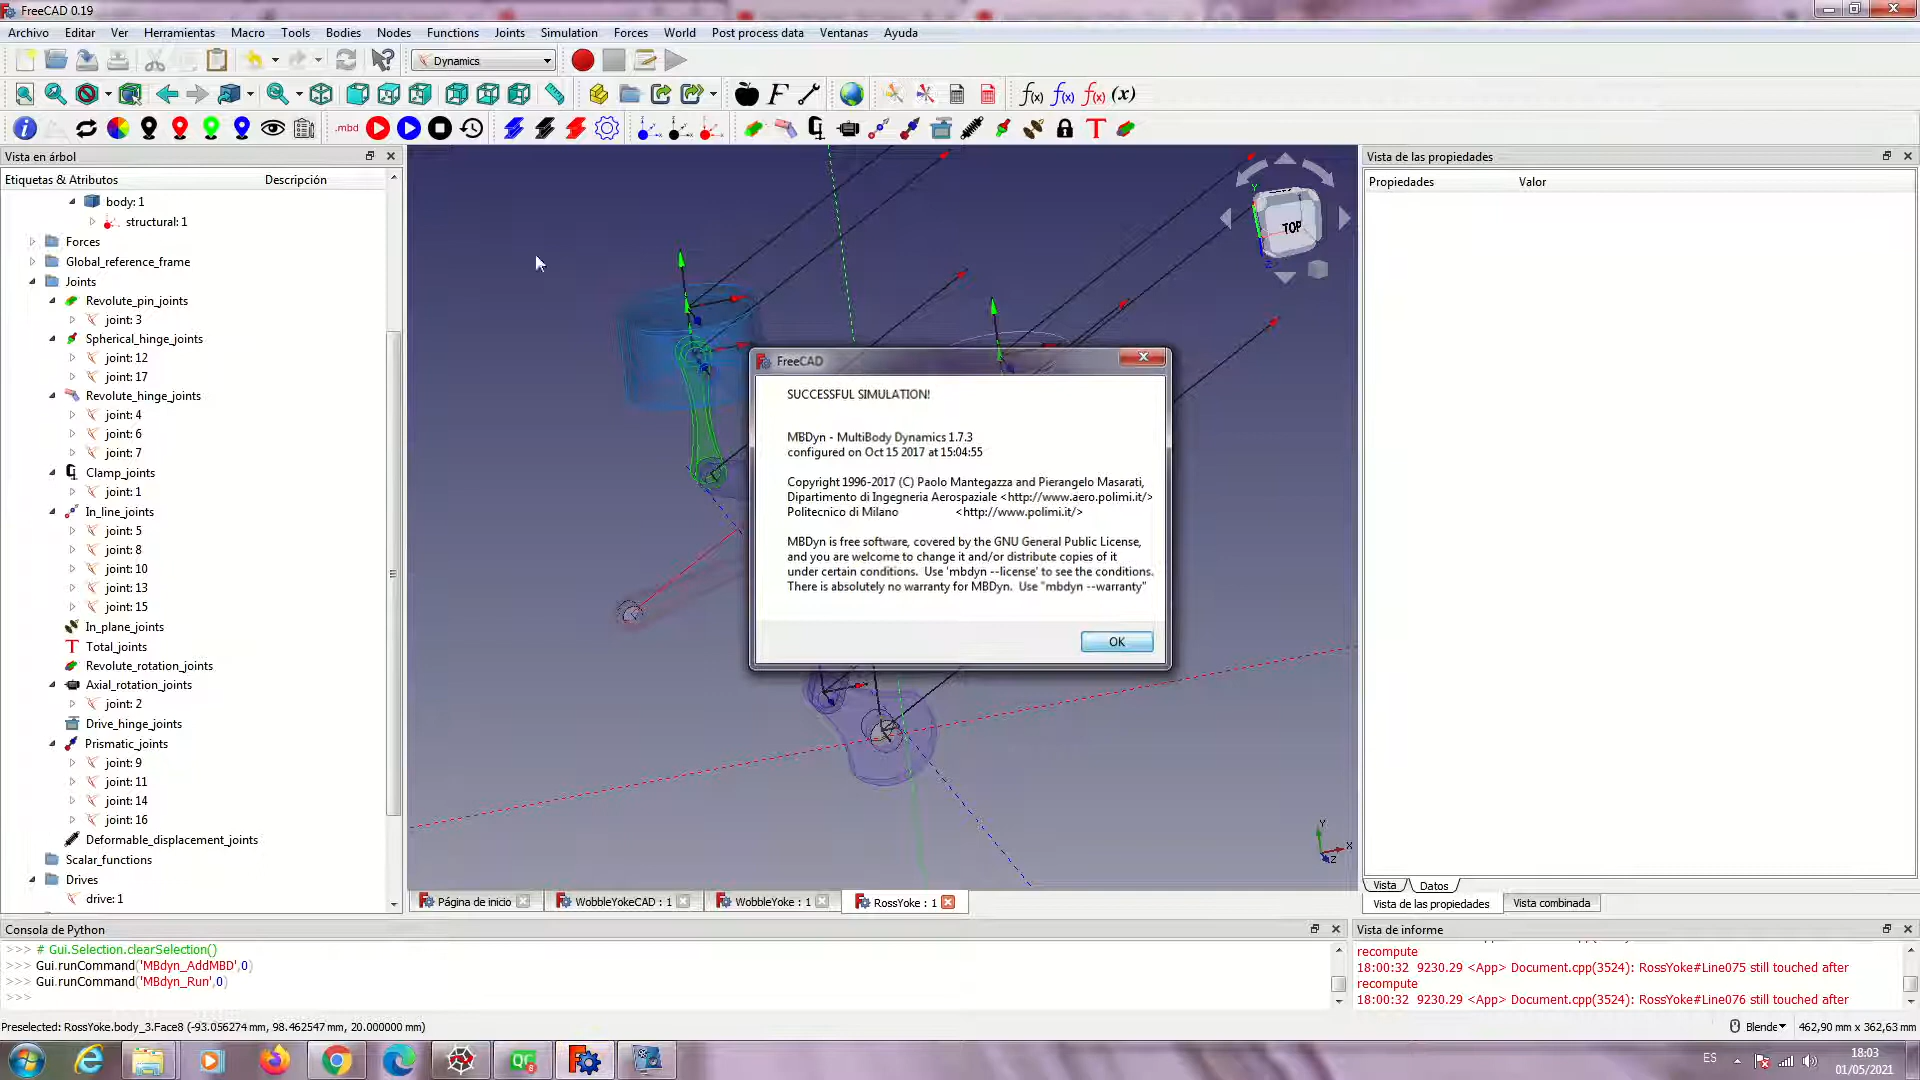 FreeCAD 0.19
Archivo Editar Ver Herramientas Macro Tools Bodies Nodes Functions Joints Simulation Forces World Post process data Ventanas Ayuda
Dynamics
f(x) f(x) f(x) (x)
.mbd
Vista en árbol
Etiquetas & Atributos Descripción
body: 1
structural: 1
Forces
Global_reference_frame
Joints
Revolute_pin_joints
joint: 3
Spherical_hinge_joints
joint: 12
joint: 17
Revolute_hinge_joints
joint: 4
joint: 6
joint: 7
Clamp_joints
joint: 1
In_line_joints
joint: 5
joint: 8
joint: 10
joint: 13
joint: 15
In_plane_joints
Total_joints
Revolute_rotation_joints
Axial_rotation_joints
joint: 2
Drive_hinge_joints
Prismatic_joints
joint: 9
joint: 11
joint: 14
joint: 16
Deformable_displacement_joints
Scalar_functions
Drives
drive: 1
TOP
Y
Z
FreeCAD
SUCCESSFUL SIMULATION!
MBDyn - MultiBody Dynamics 1.7.3
configured on Oct 15 2017 at 15:04:55
Copyright 1996-2017 (C) Paolo Mantegazza and Pierangelo Masarati,
Dipartimento di Ingegneria Aerospaziale <http://www.aero.polimi.it/>
Politecnico di Milano <http://www.polimi.it/>
MBDyn is free software, covered by the GNU General Public License,
and you are welcome to change it and/or distribute copies of it
under certain conditions. Use 'mbdyn --license' to see the conditions.
There is absolutely no warranty for MBDyn. Use "mbdyn --warranty"
OK
Y
X
Z
Página de inicio WobbleYokeCAD : 1 WobbleYoke : 1 RossYoke : 1
Vista de las propiedades
Propiedades Valor
Vista Datos
Vista de las propiedades Vista combinada
Consola de Python
>>> # Gui.Selection.clearSelection()
>>> Gui.runCommand('MBdyn_AddMBD',0)
>>> Gui.runCommand('MBdyn_Run',0)
>>>
Vista de informe
recompute
18:00:32 9230.29 <App> Document.cpp(3524): RossYoke#Line075 still touched after
recompute
18:00:32 9230.29 <App> Document.cpp(3524): RossYoke#Line076 still touched after
Preselected: RossYoke.body_3.Face8 (-93.056274 mm, 98.462547 mm, 20.000000 mm)
Blender 462,90 mm x 362,63 mm
ES
18:03
01/05/2021